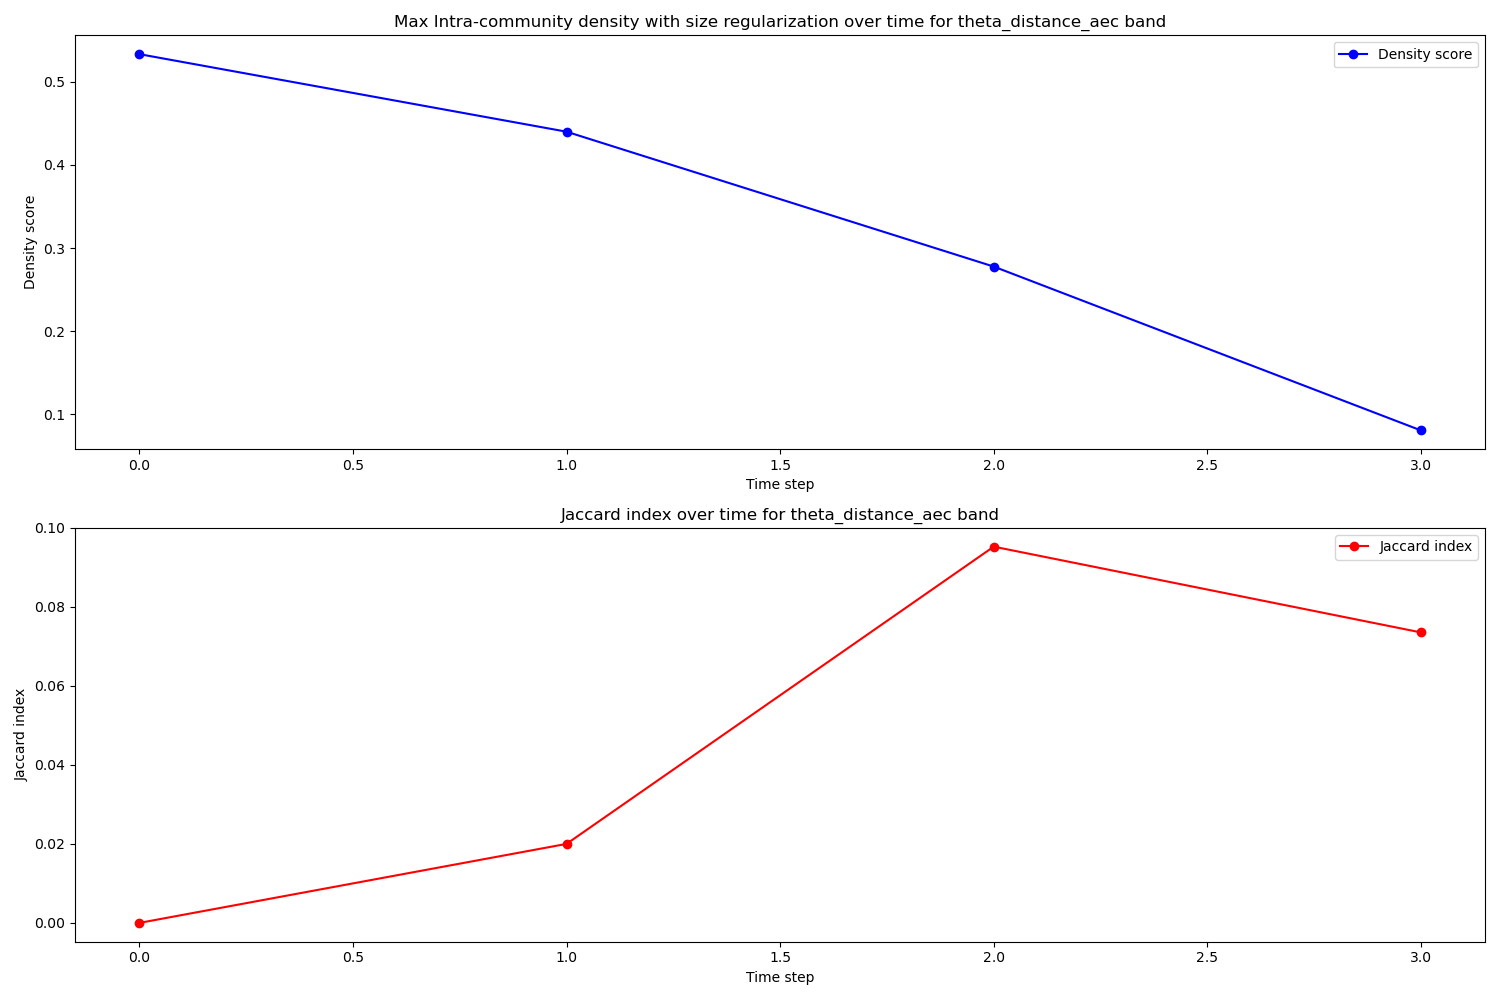 Max Intra-community density with size regularization over time for theta_distance_aec band
Density score
0.5
0.4
0.3
0.2
0.1
Density score
0.0 0.5 1.0 1.5 2.0 2.5 3.0
Time step
Jaccard index over time for theta_distance_aec band
Jaccard index
0.10
0.08
0.06
0.04
0.02
0.00
Jaccard index
0.0 0.5 1.0 1.5 2.0 2.5 3.0
Time step